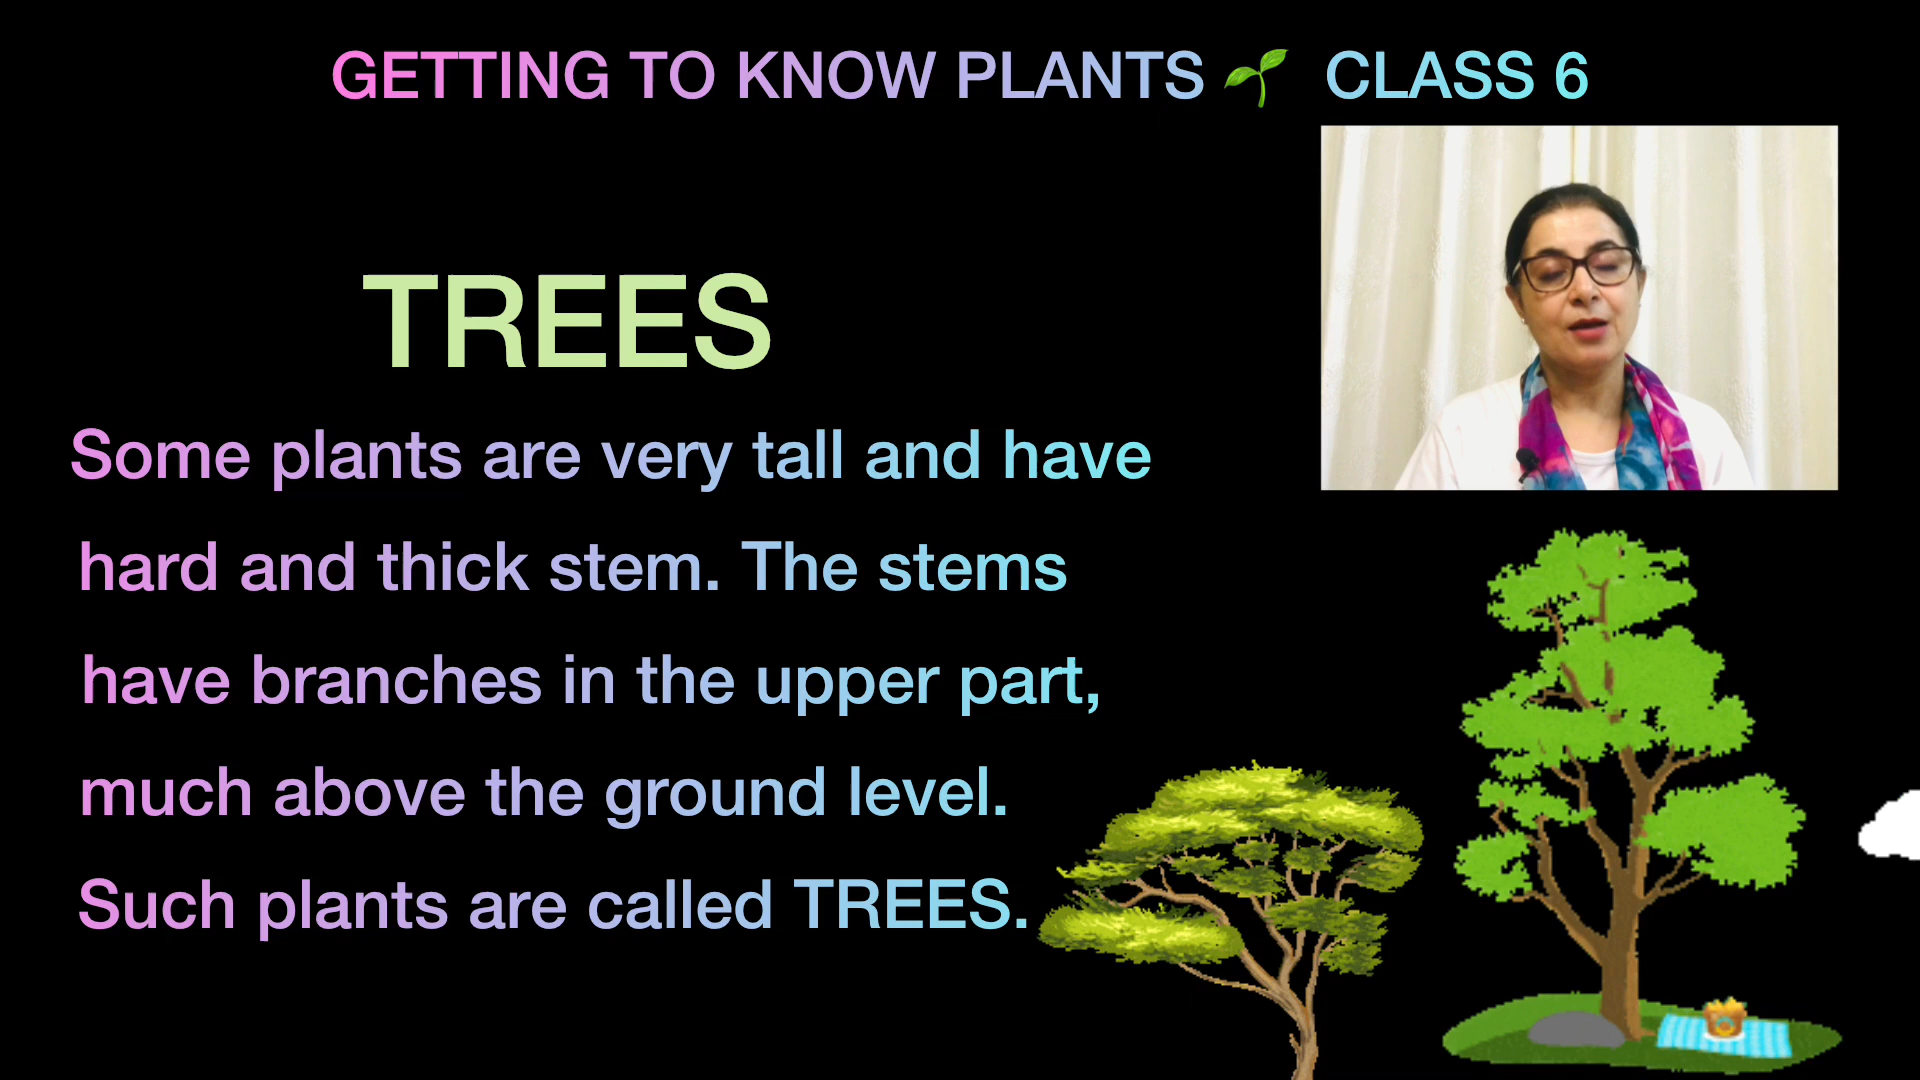 GETTING TO KNOW PLANTS 🌱 CLASS 6
TREES
Some plants are very tall and have
hard and thick stem. The stems
have branches in the upper part,
much above the ground level.
Such plants are called TREES.